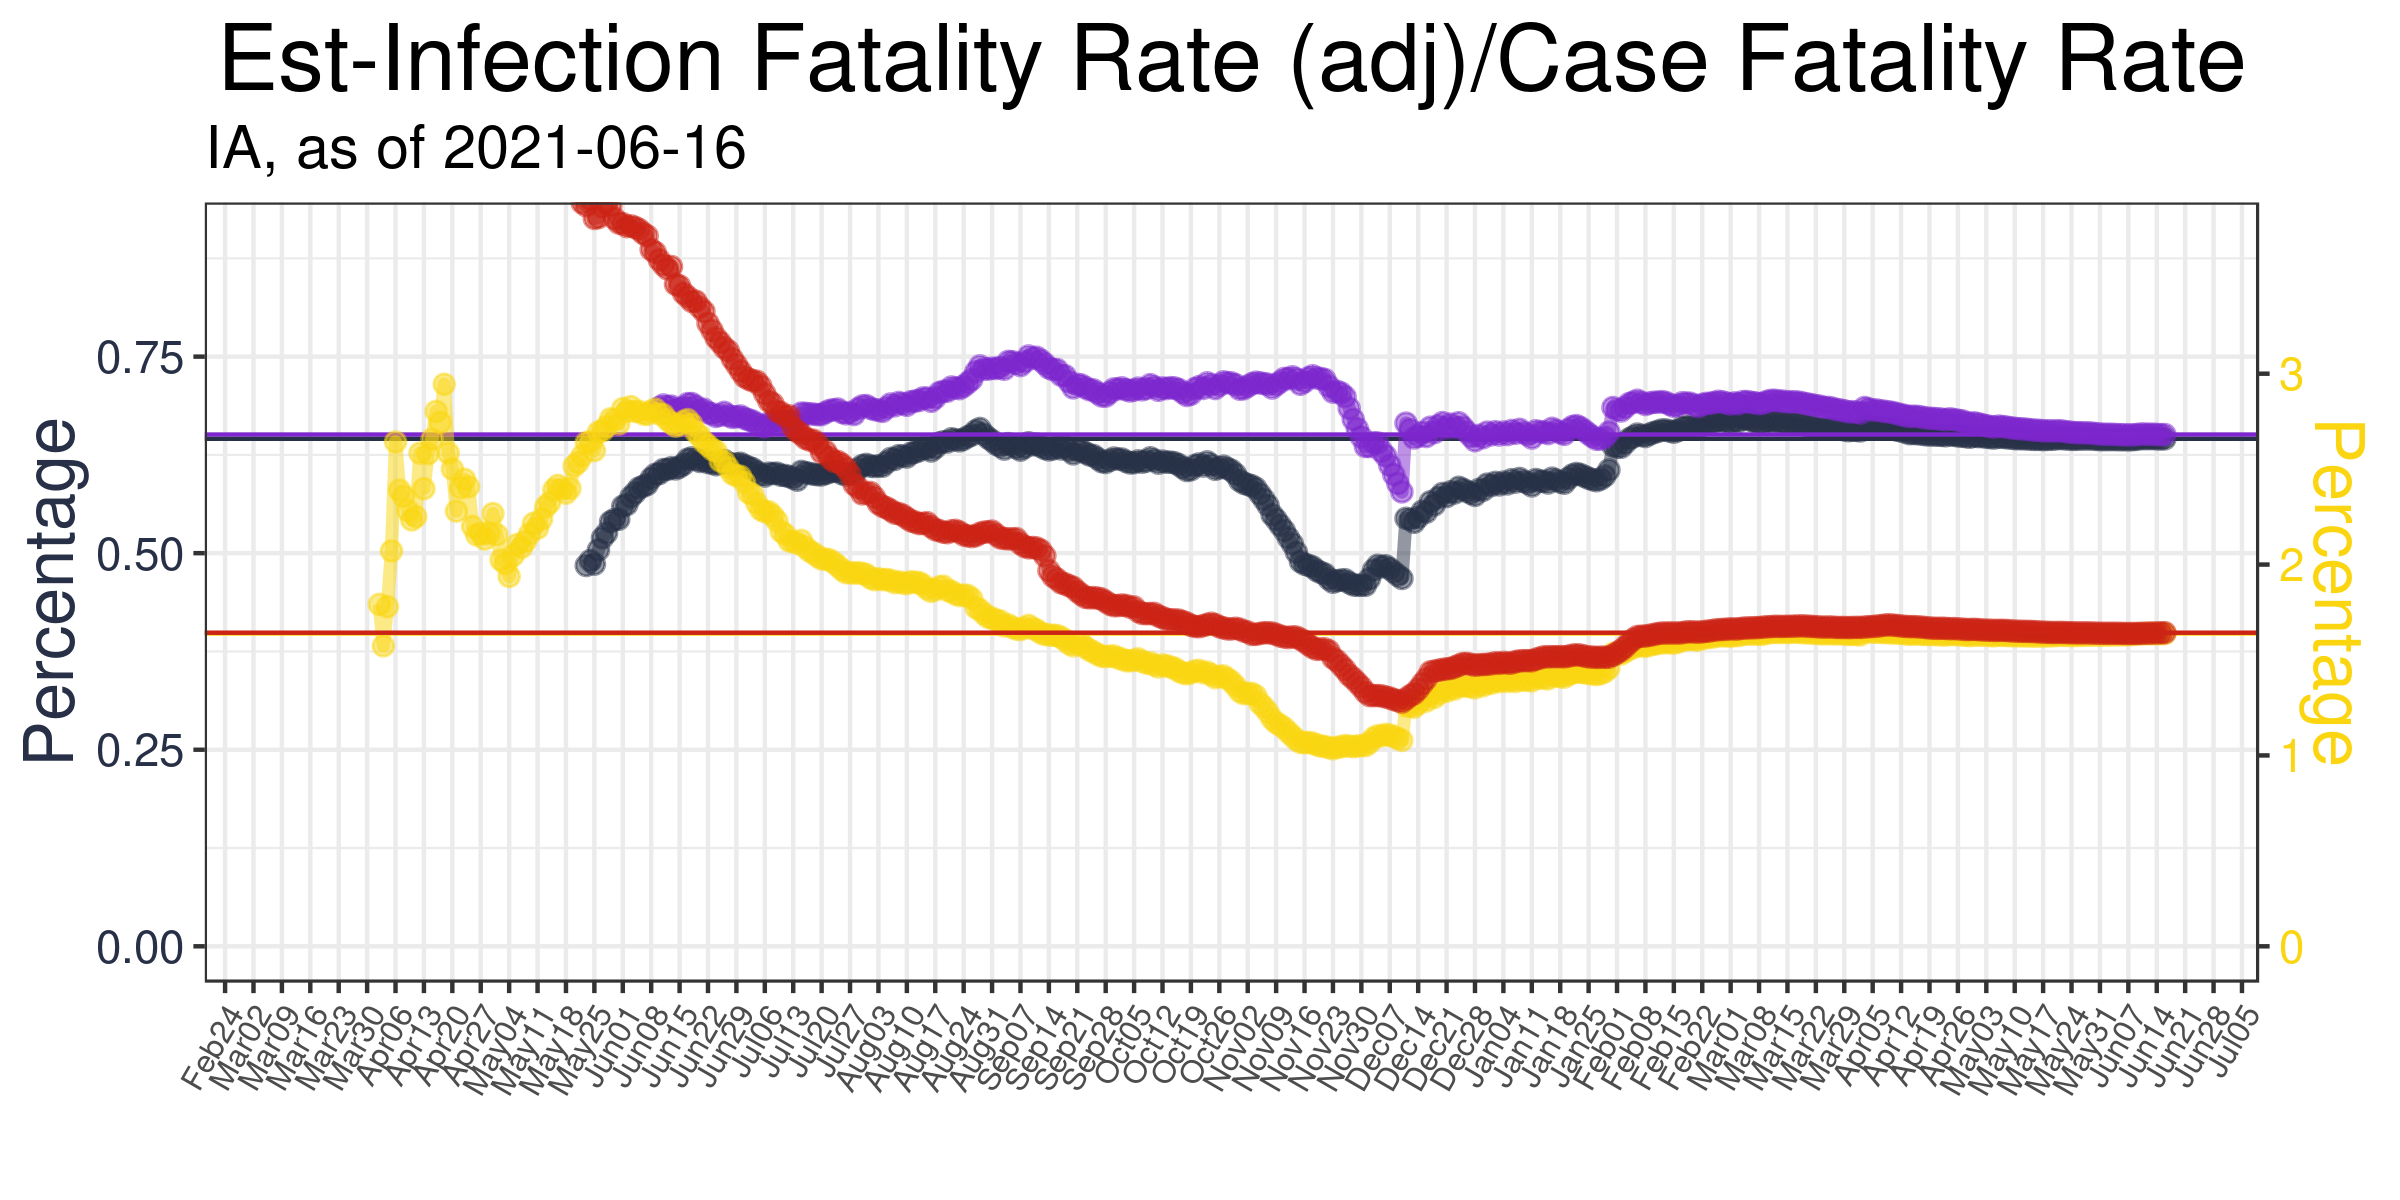 Est-Infection Fatality Rate (adj)/Case Fatality Rate
IA, as of 2021-06-16
Percentage
0.75
0.50
0.25
0.00
3
2
1
0
Percentage
Feb24
Mar02
Mar09
Mar16
Mar23
Mar30
Apr06
Apr13
Apr20
Apr27
May04
May11
May18
May25
Jun01
Jun08
Jun15
Jun22
Jun29
Jul06
Jul13
Jul20
Jul27
Aug03
Aug10
Aug17
Aug24
Aug31
Sep07
Sep14
Sep21
Sep28
Oct05
Oct12
Oct19
Oct26
Nov02
Nov09
Nov16
Nov23
Nov30
Dec07
Dec14
Dec21
Dec28
Jan04
Jan11
Jan18
Jan25
Feb01
Feb08
Feb15
Feb22
Mar01
Mar08
Mar15
Mar22
Mar29
Apr05
Apr12
Apr19
Apr26
May03
May10
May17
May24
May31
Jun07
Jun14
Jun21
Jun28
Jul05